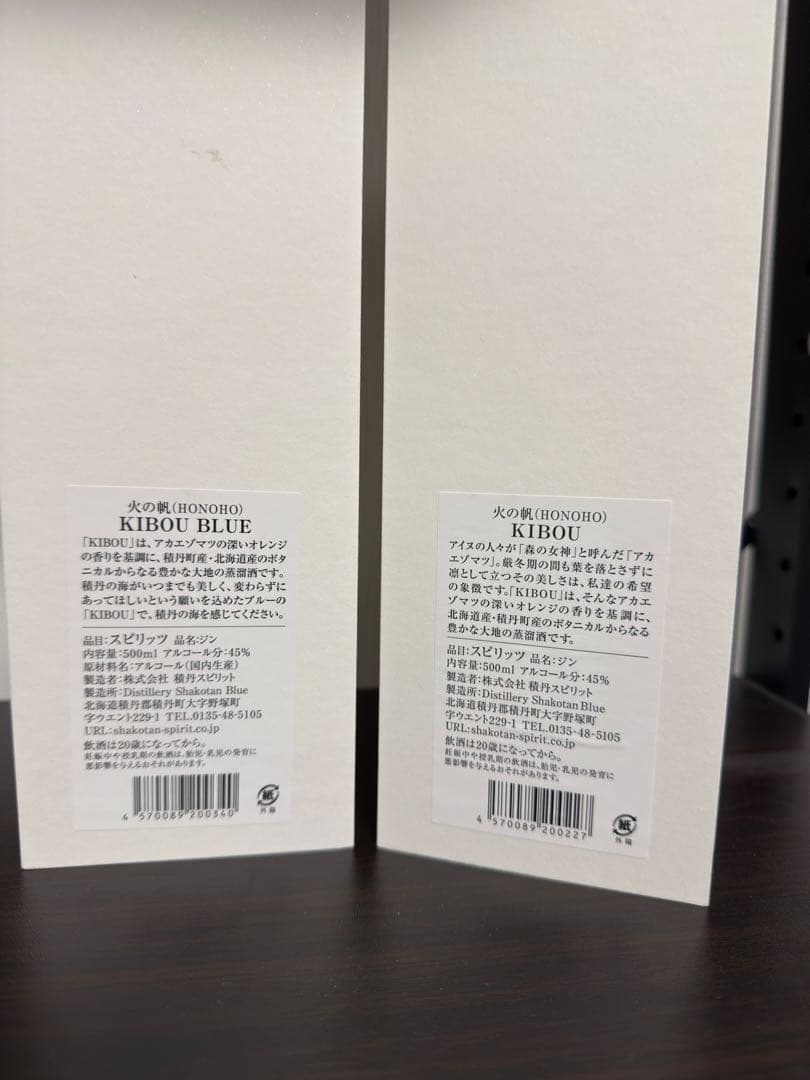 火の帆(HONOHO)
KIBOU BLUE
「KIBOU」は、アカエゾマツの深いオレンジ
の香りを基調に、積丹町産・北海道産のボタ
ニカルからなる豊かな大地の蒸溜酒です。
積丹の海がいつまでも美しく、変わらずに
あってほしいという願いを込めたブルーの
「KIBOU」で、積丹の海を感じてください。
品目:スピリッツ 品名:ジン
内容量:500ml アルコール分:45%
原材料名:アルコール(国内生産)
製造者:株式会社 積丹スピリット
製造所:Distillery Shakotan Blue
北海道積丹郡積丹町大字野塚町
字ウエント229-1 TEL.0135-48-5105
URL:shakotan-spirit.co.jp
飲酒は20歳になってから。
妊娠中や授乳期の飲酒は、胎児・乳児の発育に
悪影響を与えるおそれがあります。
4 570089 200340
紙
外箱
火の帆(HONOHO)
KIBOU
アイヌの人々が「森の女神」と呼んだ「アカ
エゾマツ」。厳冬期の間も葉を落とさずに
凛として立つその美しさは、私達の希望
の象徴です。「KIBOU」は、そんなアカエ
ゾマツの深いオレンジの香りを基調に、
北海道産・積丹町産のボタニカルからなる
豊かな大地の蒸溜酒です。
品目:スピリッツ 品名:ジン
内容量:500ml アルコール分:45%
製造者:株式会社 積丹スピリット
製造所:Distillery Shakotan Blue
北海道積丹郡積丹町大字野塚町
字ウエント229-1 TEL.0135-48-5105
URL:shakotan-spirit.co.jp
飲酒は20歳になってから。
妊娠中や授乳期の飲酒は、胎児・乳児の発育に
悪影響を与えるおそれがあります。
4 570089 200227
紙
外箱